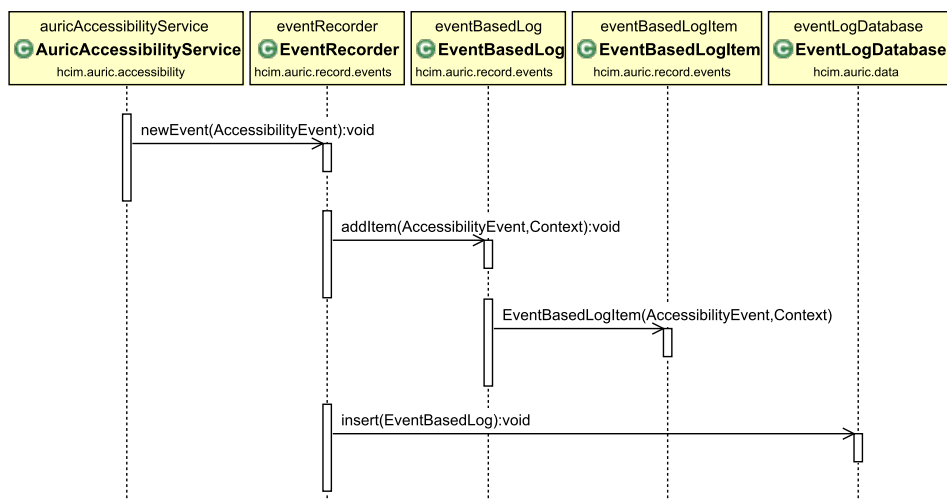 auricAccessibilityService
C AuricAccessibilityService
hcim.auric.accessibility
eventRecorder
C EventRecorder
hcim.auric.record.events
eventBasedLog
C EventBasedLog
hcim.auric.record.events
eventBasedLogItem
C EventBasedLogItem
hcim.auric.record.events
eventLogDatabase
C EventLogDatabase
hcim.auric.data
newEvent(AccessibilityEvent):void
addItem(AccessibilityEvent,Context):void
EventBasedLogItem(AccessibilityEvent,Context)
insert(EventBasedLog):void